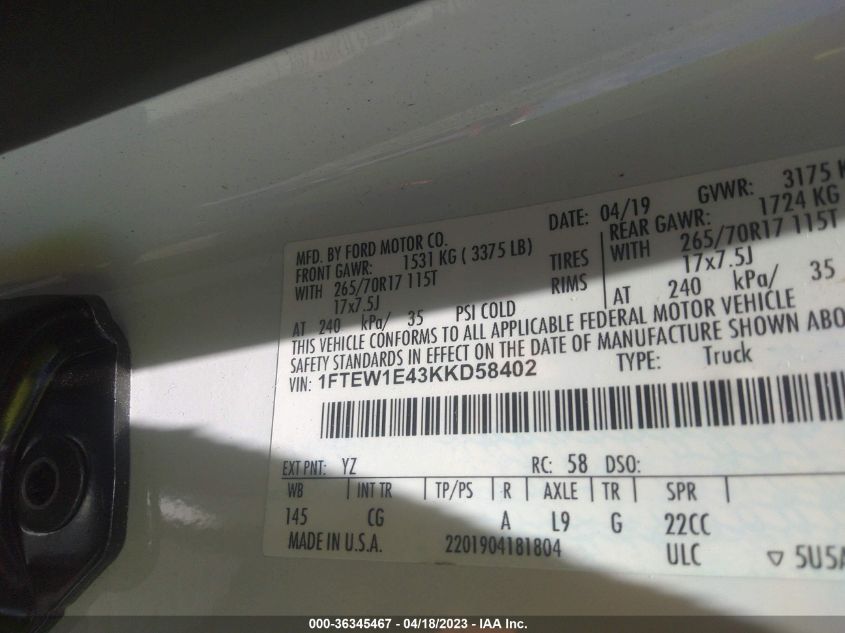 MFD. BY FORD MOTOR CO. DATE: 04/19 GVWR: 3175 K
FRONT GAWR: 1531 KG ( 3375 LB) REAR GAWR: 1724 KG
WITH 265/70R17 115T TIRES WITH 265/70R17 115T
17x7.5J RIMS 17x7.5J
AT 240 kPa/ 35 PSI COLD AT 240 kPa/ 35
THIS VEHICLE CONFORMS TO ALL APPLICABLE FEDERAL MOTOR VEHICLE
SAFETY STANDARDS IN EFFECT ON THE DATE OF MANUFACTURE SHOWN ABO
VIN: 1FTEW1E43KKD58402 TYPE: Truck
EXT PNT: YZ RC: 58 DSO:
WB INT TR TP/PS R AXLE TR SPR
145 CG A L9 G 22CC
MADE IN U.S.A. 2201904181804 ULC ▽ 5U5A
000-36345467 - 04/18/2023 - IAA Inc.